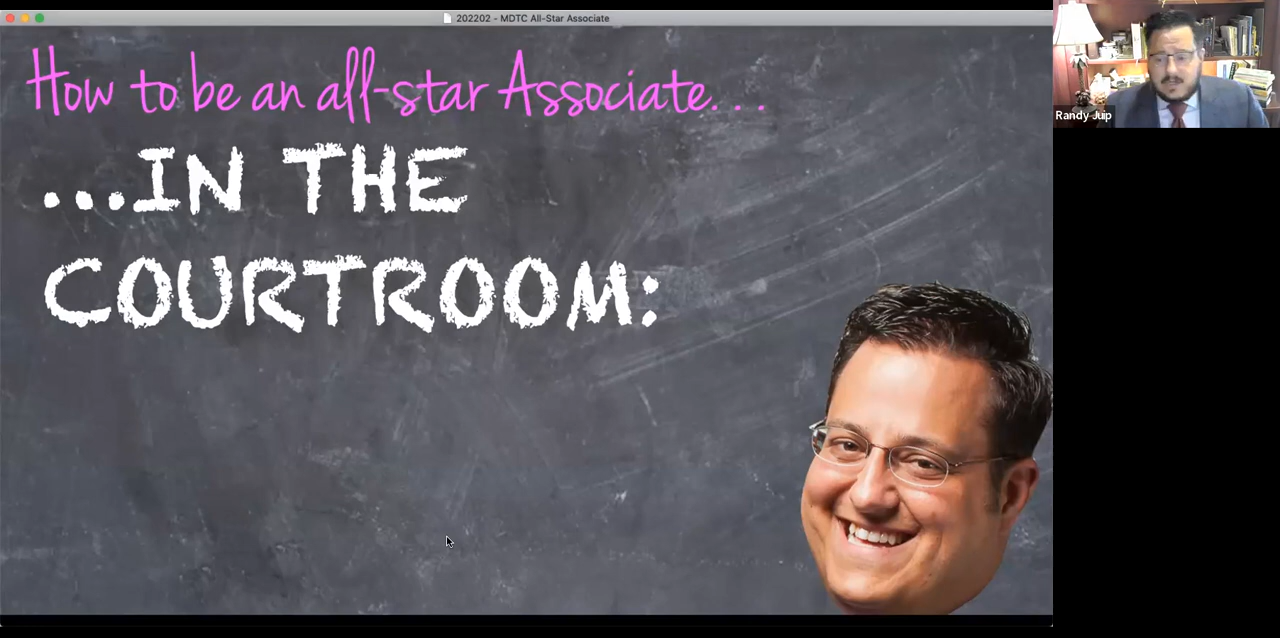 202202 - MDTC All-Star Associate
How to be an all-star Associate...
...IN THE
COURTROOM:
Randy Juip